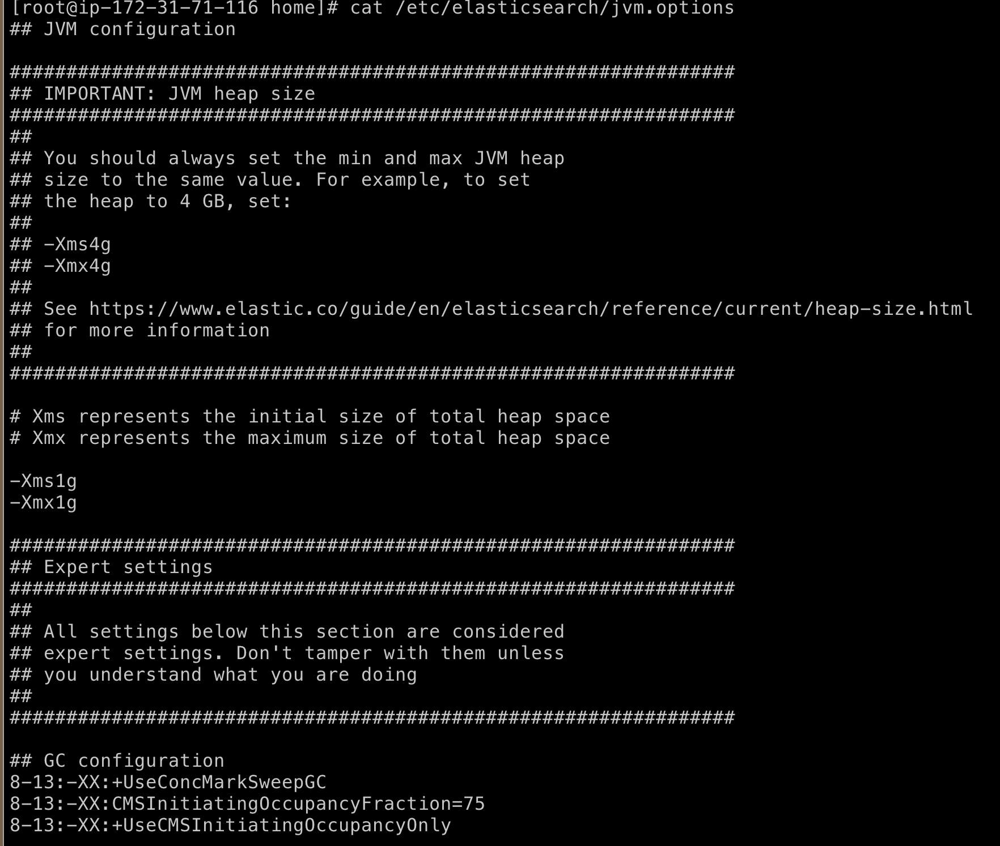 [root@ip-172-31-71-116 home]# cat /etc/elasticsearch/jvm.options
## JVM configuration
################################################################
## IMPORTANT: JVM heap size
################################################################
##
## You should always set the min and max JVM heap
## size to the same value. For example, to set
## the heap to 4 GB, set:
##
## -Xms4g
## -Xmx4g
##
## See https://www.elastic.co/guide/en/elasticsearch/reference/current/heap-size.html
## for more information
##
################################################################
# Xms represents the initial size of total heap space
# Xmx represents the maximum size of total heap space
-Xms1g
-Xmx1g
################################################################
## Expert settings
################################################################
##
## All settings below this section are considered
## expert settings. Don't tamper with them unless
## you understand what you are doing
##
################################################################
## GC configuration
8-13:-XX:+UseConcMarkSweepGC
8-13:-XX:CMSInitiatingOccupancyFraction=75
8-13:-XX:+UseCMSInitiatingOccupancyOnly